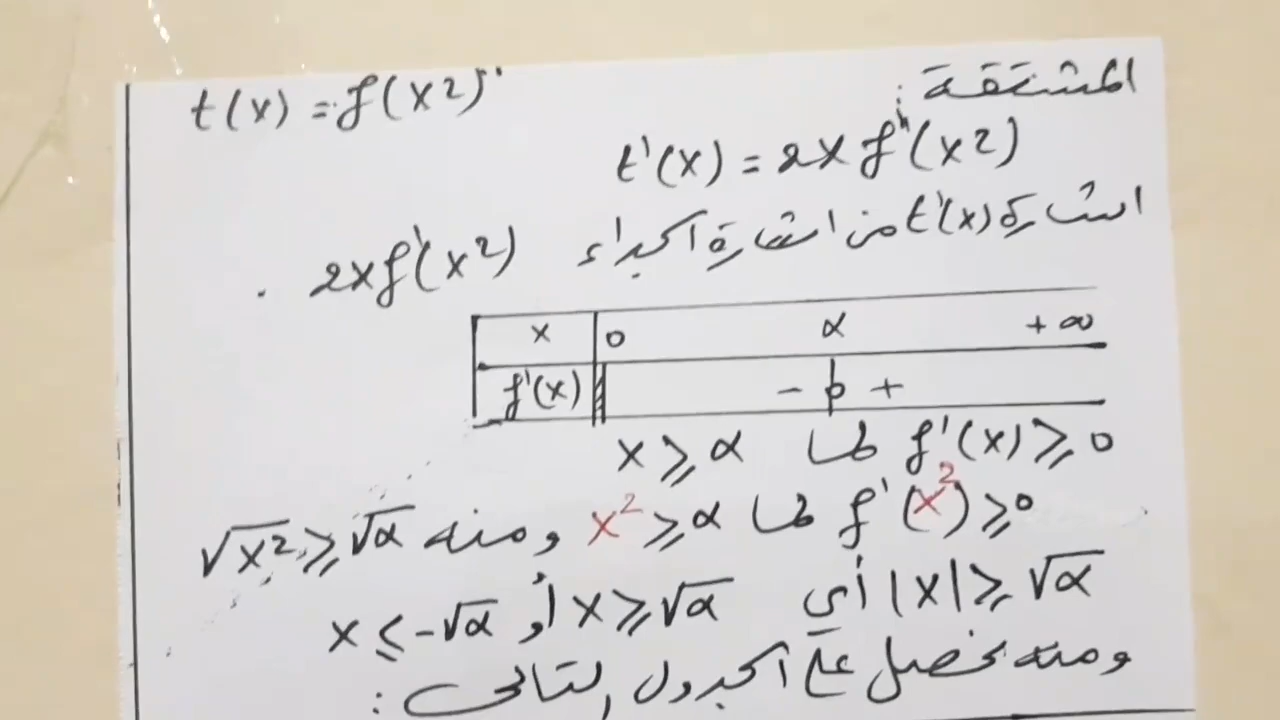 t(x) = f(x²)
المشتقة :
t'(x) = 2x f'(x²)
اشارة t'(x) من اشارة الجداء 2x f'(x²) .
x 0 α +∞
f'(x) − 0 +
f'(x) ⩾ 0 لما x ⩾ α
f'(x²) ⩾ 0 لما x² ⩾ α ومنه √x² ⩾ √α
|x| ⩾ √α أي x ⩾ √α أو x ⩽ -√α
ومنه نحصل على الجدول التالي :